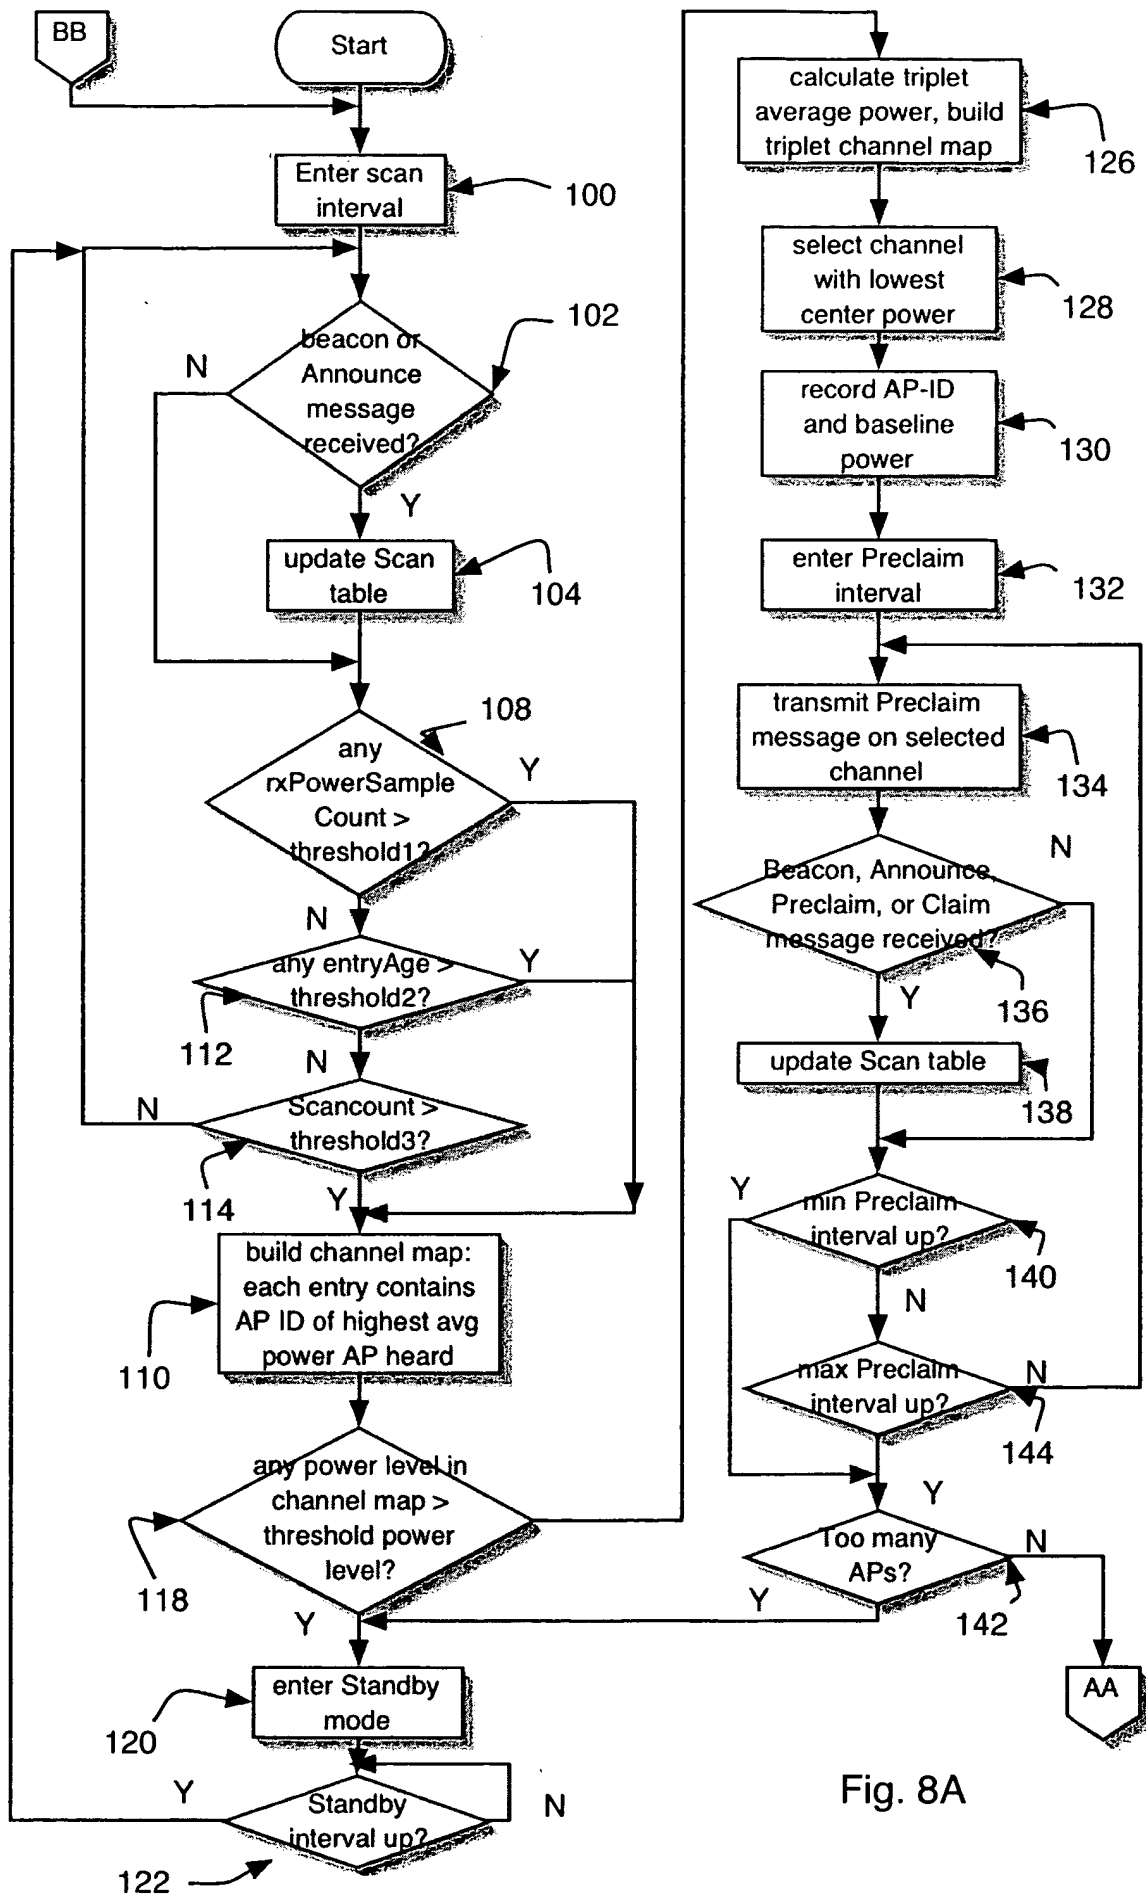 BB
Start
Enter scan
interval
100
beacon or
Announce
message
received?
102
N
Y
update Scan
table
104
any
rxPowerSample
Count >
threshold1?
108
Y
N
any entryAge >
threshold2?
Y
112
N
Scancount >
threshold3?
N
114
Y
build channel map:
each entry contains
AP ID of highest avg
power AP heard
110
any power level in
channel map >
threshold power
level?
118
Y
enter Standby
mode
120
Y
Standby
interval up?
N
122
calculate triplet
average power, build
triplet channel map
126
select channel
with lowest
center power
128
record AP-ID
and baseline
power
130
enter Preclaim
interval
132
transmit Preclaim
message on selected
channel
134
N
Beacon, Announce,
Preclaim, or Claim
message received?
136
Y
update Scan table
138
Y
min Preclaim
interval up?
140
N
max Preclaim
interval up?
N
144
Y
Too many
APs?
N
Y
142
AA
Fig. 8A